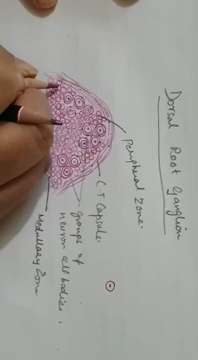 Dorsal Root Ganglion
Peripheral Zone.
C.T Capsule.
Groups of
neuron cell bodies.
Medullary Zone